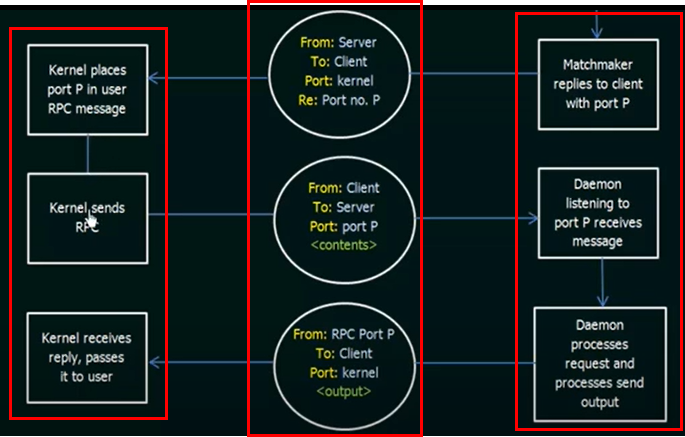 Kernel places
port P in user
RPC message
From: Server
To: Client
Port: kernel
Re: Port no. P
Matchmaker
replies to client
with port P
Kernel sends
RPC
From: Client
To: Server
Port: port P
<contents>
Daemon
listening to
port P receives
message
Kernel receives
reply, passes
it to user
From: RPC Port P
To: Client
Port: kernel
<output>
Daemon
processes
request and
processes send
output